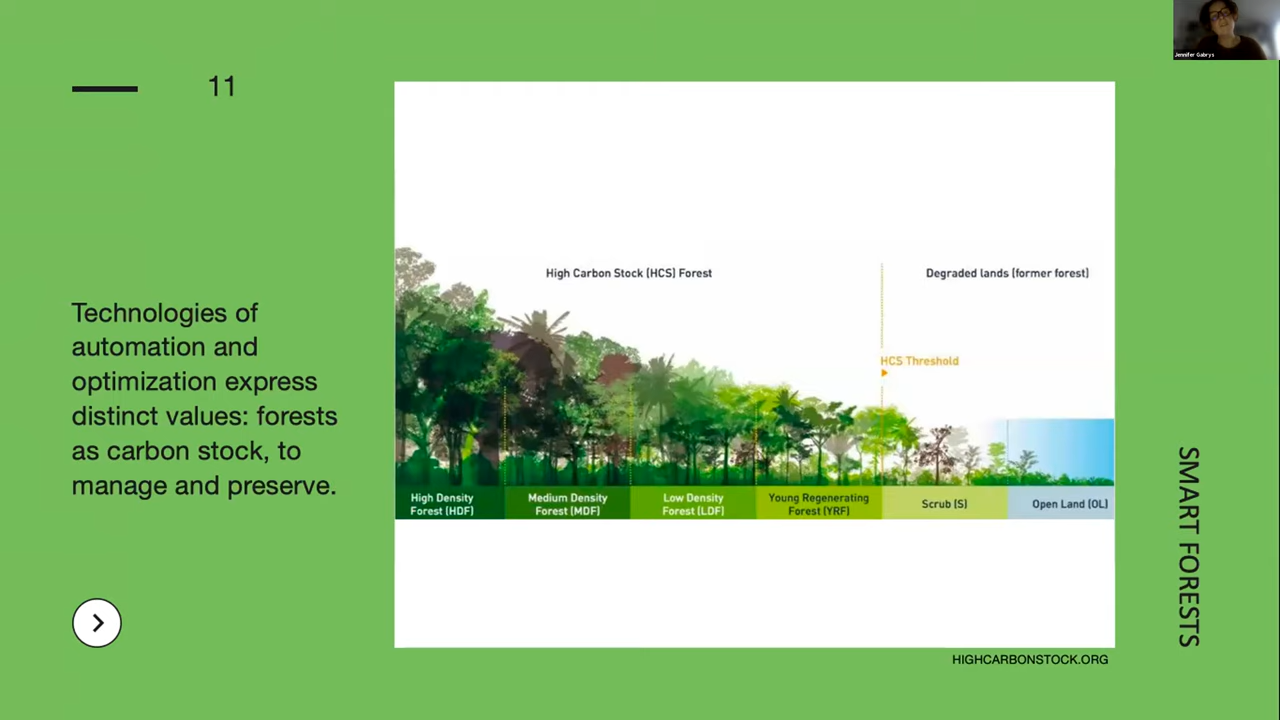 11
Technologies of
automation and
optimization express
distinct values: forests
as carbon stock, to
manage and preserve.
High Carbon Stock (HCS) Forest
Degraded lands (former forest)
HCS Threshold
High Density
Forest (HDF)
Medium Density
Forest (MDF)
Low Density
Forest (LDF)
Young Regenerating
Forest (YRF)
Scrub (S)
Open Land (OL)
HIGHCARBONSTOCK.ORG
SMART FORESTS
Jennifer Gabrys